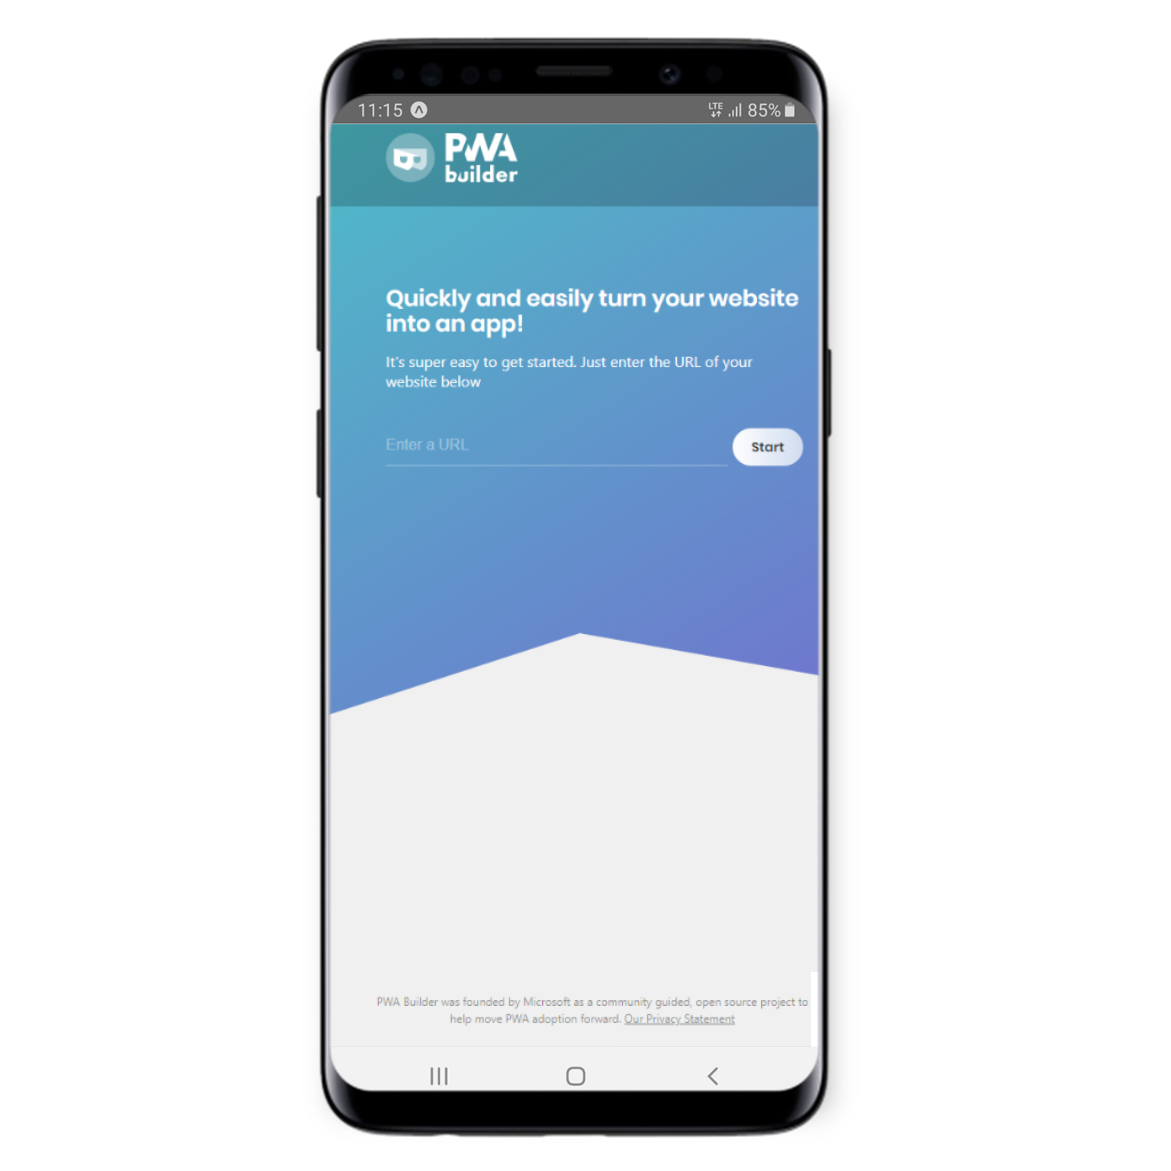 11:15 LTE 85%
PWA
builder
Quickly and easily turn your website
into an app!
It's super easy to get started. Just enter the URL of your
website below
Enter a URL Start
PWA Builder was founded by Microsoft as a community guided, open source project to
help move PWA adoption forward. Our Privacy Statement